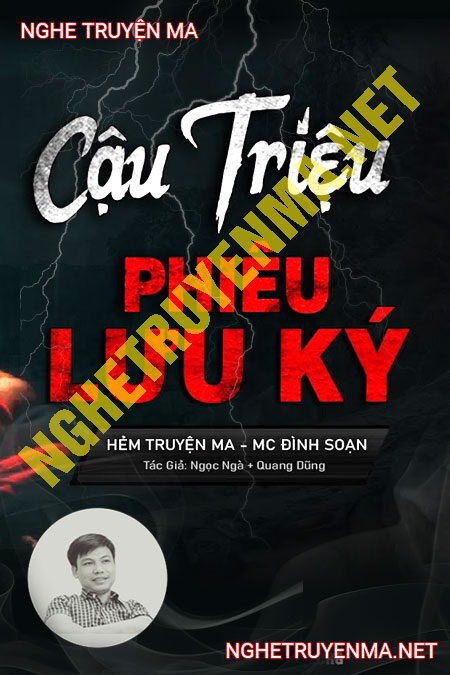 NGHE TRUYỆN MA
Cậu Triệu
PHIÊU
LƯU KÝ
NGHETRUYENMA.NET
HẺM TRUYỆN MA - MC ĐÌNH SOẠN
Tác Giả: Ngọc Ngà + Quang Dũng
NGHETRUYENMA.NET